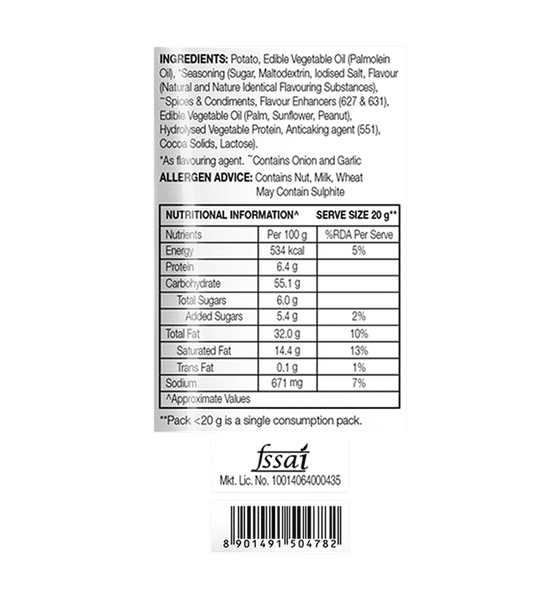 INGREDIENTS: Potato, Edible Vegetable Oil (Palmolein
Oil), *Seasoning (Sugar, Maltodextrin, Iodised Salt, Flavour
(Natural and Nature Identical Flavouring Substances),
~Spices & Condiments, Flavour Enhancers (627 & 631),
Edible Vegetable Oil (Palm, Sunflower, Peanut),
Hydrolysed Vegetable Protein, Anticaking agent (551),
Cocoa Solids, Lactose).
*As flavouring agent. ~Contains Onion and Garlic
ALLERGEN ADVICE: Contains Nut, Milk, Wheat
May Contain Sulphite
NUTRITIONAL INFORMATION^ SERVE SIZE 20 g**
Nutrients Per 100 g %RDA Per Serve
Energy 534 kcal 5%
Protein 6.4 g
Carbohydrate 55.1 g
Total Sugars 6.0 g
Added Sugars 5.4 g 2%
Total Fat 32.0 g 10%
Saturated Fat 14.4 g 13%
Trans Fat 0.1 g 1%
Sodium 671 mg 7%
^Approximate Values
**Pack <20 g is a single consumption pack.
fssai
Mkt. Lic. No. 10014064000435
8 901491 504782